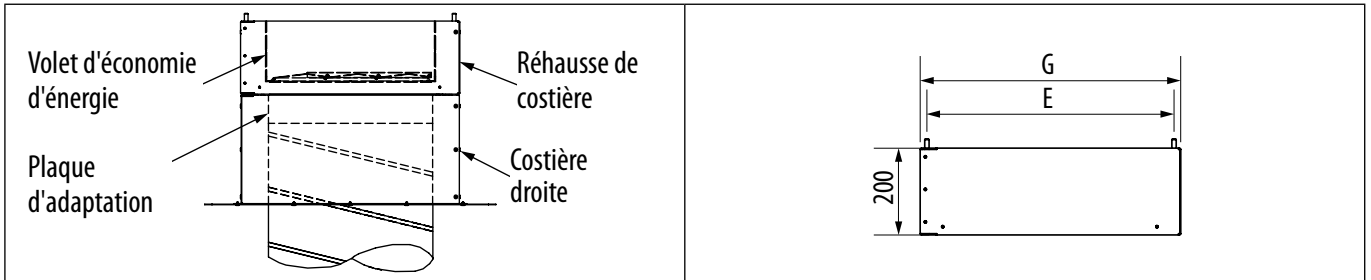 Volet d'économie
d'énergie
Plaque
d'adaptation
Réhausse de
costière
Costière
droite
G
E
200